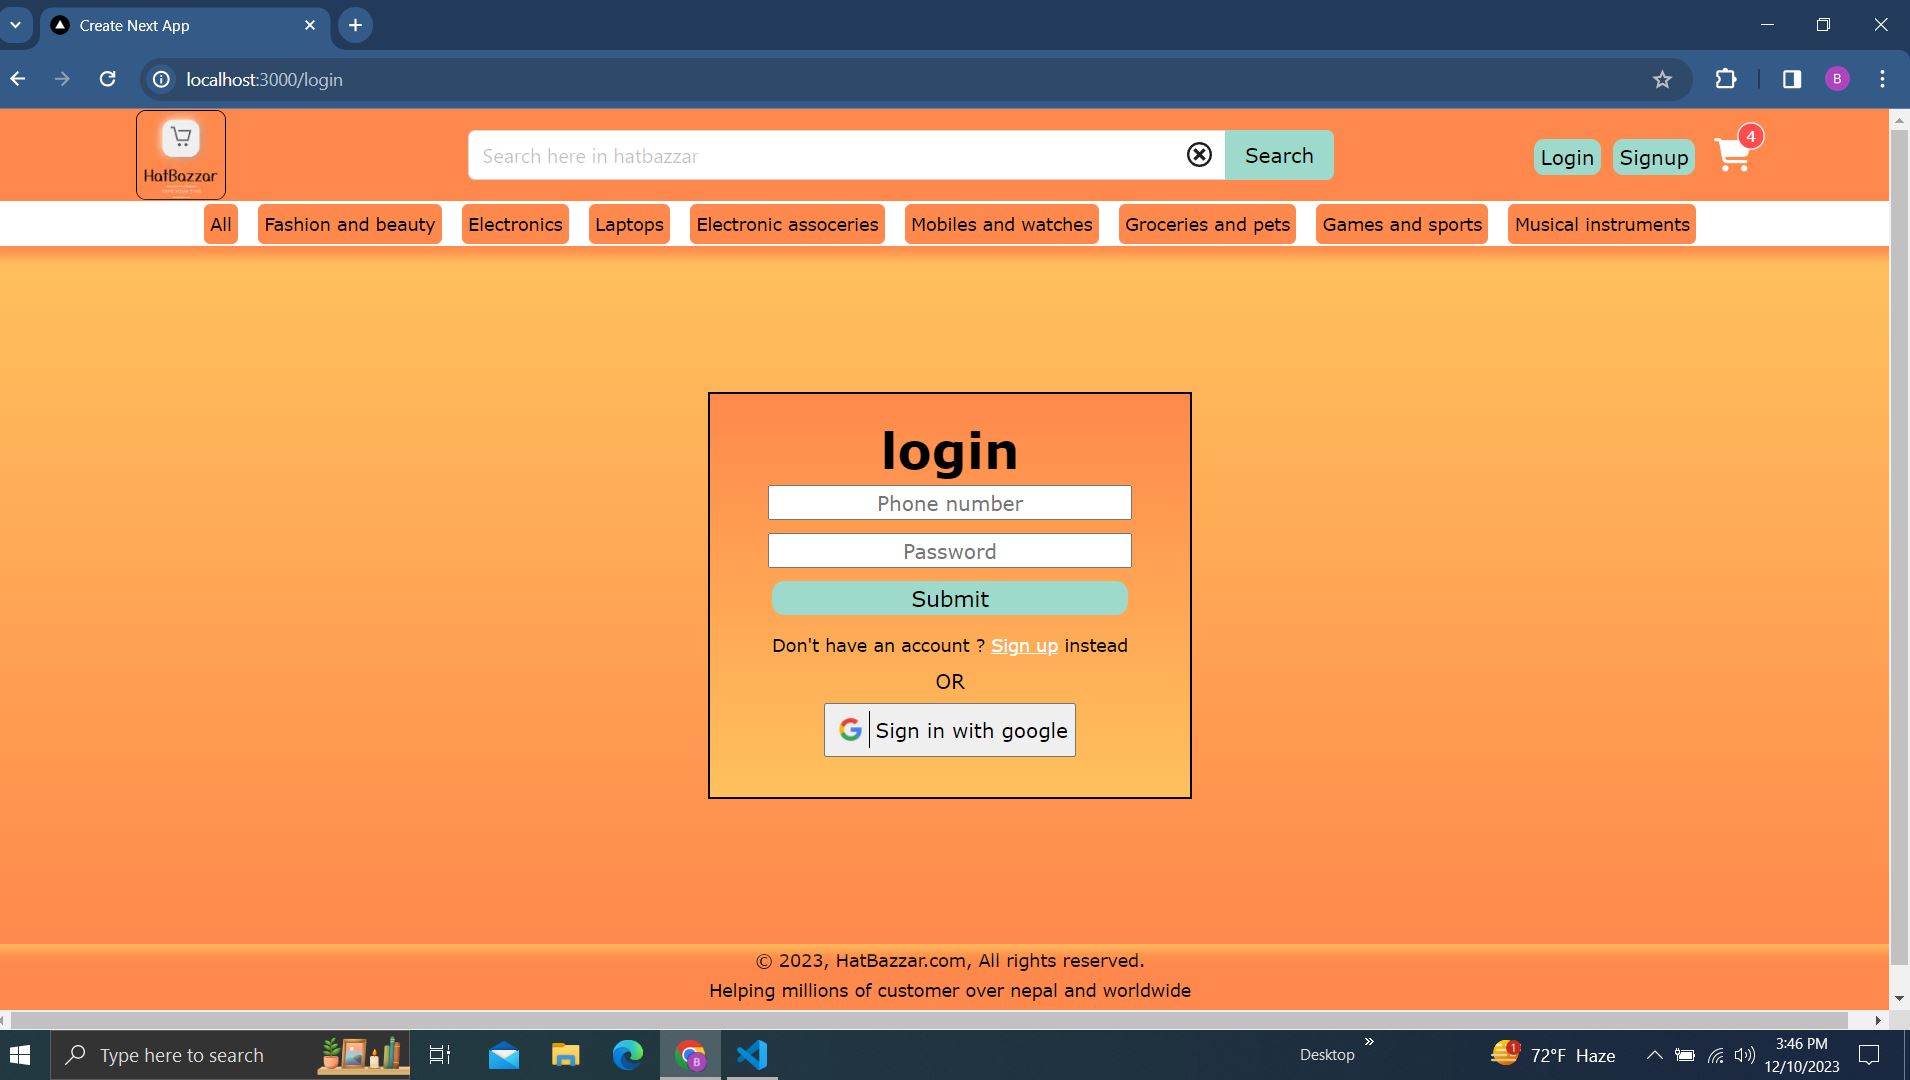 Create Next App
localhost:3000/login
B
HatBazzar
Search here in hatbazzar
Search
Login
Signup
4
All
Fashion and beauty
Electronics
Laptops
Electronic assoceries
Mobiles and watches
Groceries and pets
Games and sports
Musical instruments
login
Phone number
Password
Submit
Don't have an account ? Sign up instead
OR
Sign in with google
© 2023, HatBazzar.com, All rights reserved.
Helping millions of customer over nepal and worldwide
Type here to search
B
Desktop
1
72°F Haze
3:46 PM
12/10/2023